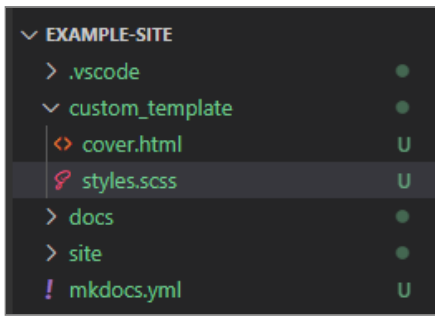 EXAMPLE-SITE
.vscode
custom_template
cover.html U
styles.scss U
docs
site
mkdocs.yml U